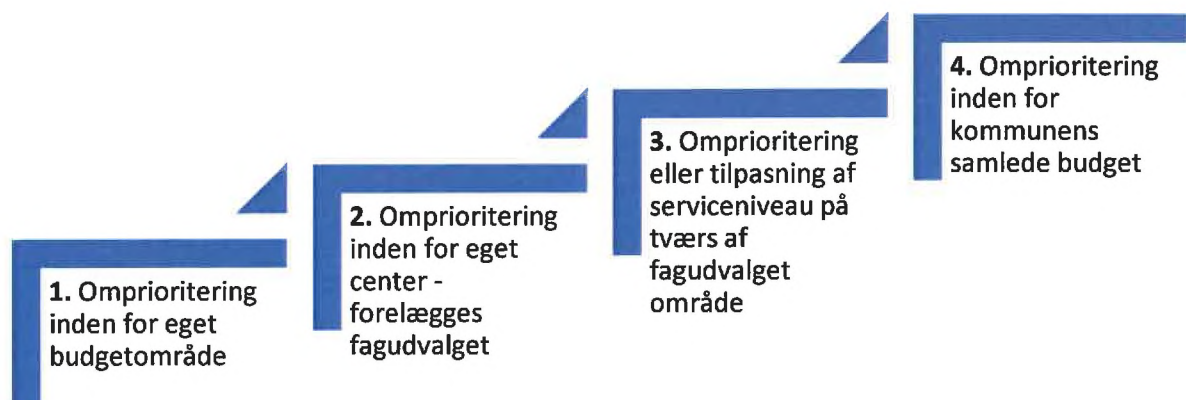 1. Omprioritering
inden for eget
budgetområde
2. Omprioritering
inden for eget
center -
forelægges
fagudvalget
3. Omprioritering
eller tilpasning af
serviceniveau på
tværs af
fagudvalget
område
4. Omprioritering
inden for
kommunens
samlede budget